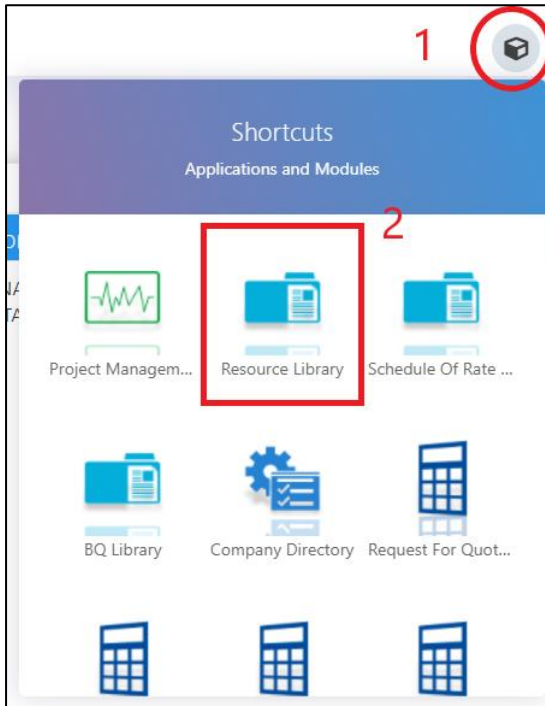 1
Shortcuts
Applications and Modules
2
Project Managem...
Resource Library
Schedule Of Rate ...
BQ Library
Company Directory
Request For Quot...